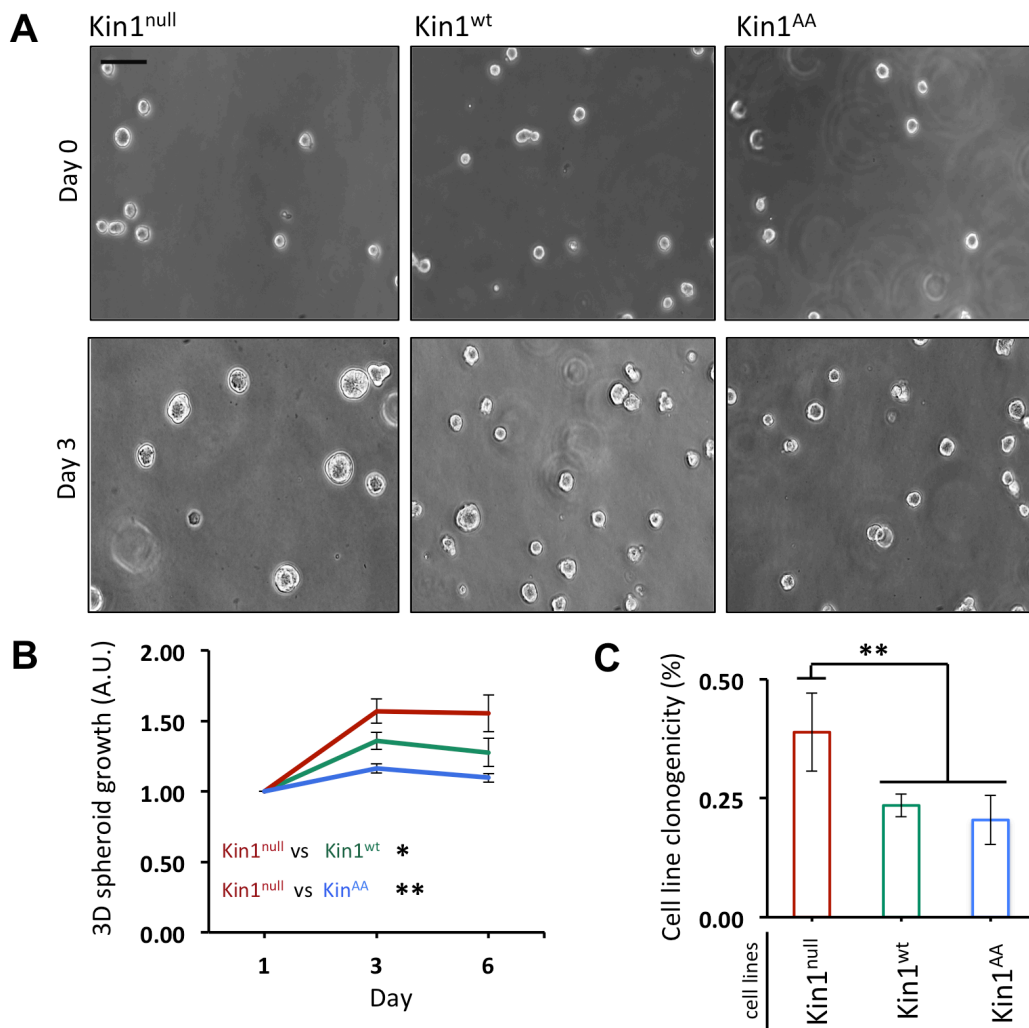 A
Kin1null
Kin1wt
Kin1AA
Day 0
Day 3
B
3D spheroid growth (A.U.)
2.00
1.50
1.00
0.50
0.00
Kin1null vs Kin1wt *
Kin1null vs KinAA **
1 3 6
Day
C
Cell line clonogenicity (%)
0.50
0.25
0.00
**
cell lines
Kin1null
Kin1wt
Kin1AA